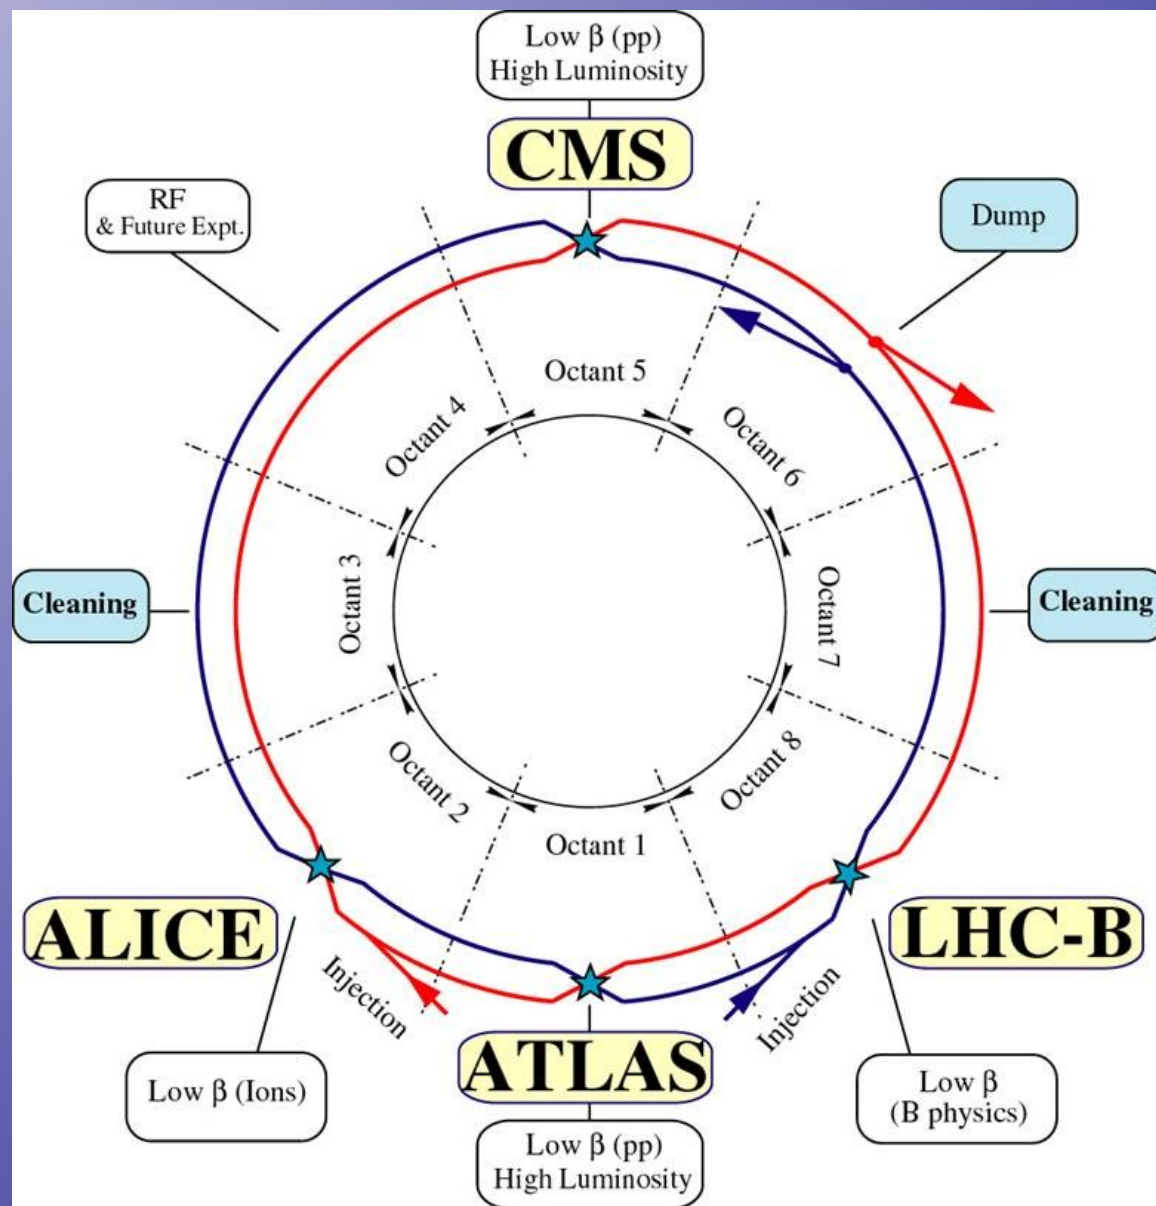 Low β (pp)
High Luminosity
CMS
RF
& Future Expt.
Dump
Octant 5
Octant 4
Octant 6
Cleaning
Octant 3
Octant 7
Cleaning
Octant 2
Octant 8
Octant 1
ALICE
LHC-B
Injection
Injection
ATLAS
Low β (Ions)
Low β
(B physics)
Low β (pp)
High Luminosity